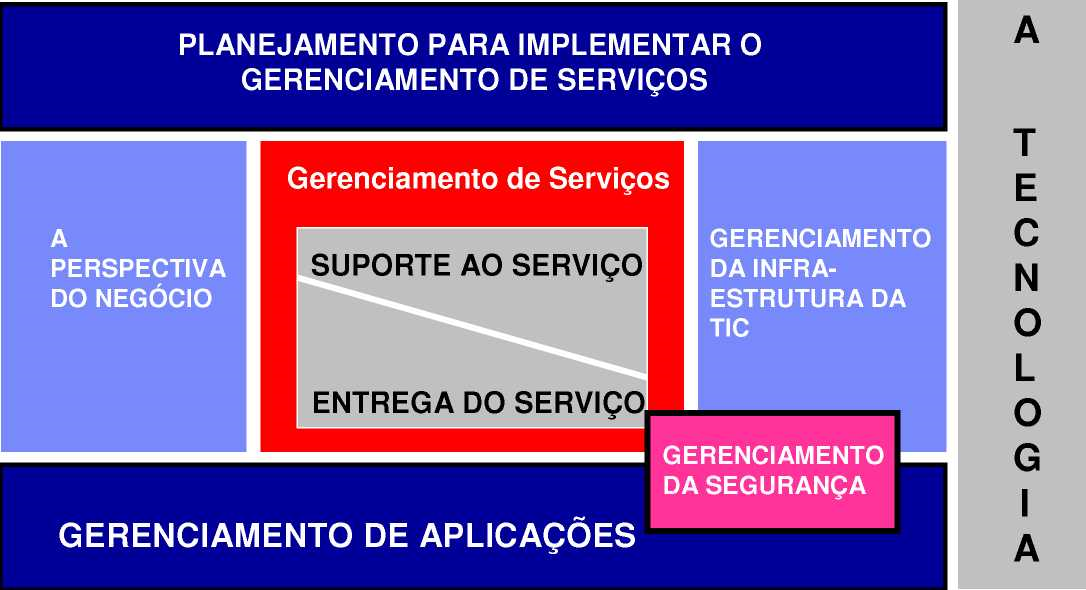 PLANEJAMENTO PARA IMPLEMENTAR O
GERENCIAMENTO DE SERVIÇOS
A
PERSPECTIVA
DO NEGÓCIO
Gerenciamento de Serviços
SUPORTE AO SERVIÇO
ENTREGA DO SERVIÇO
GERENCIAMENTO
DA INFRA-
ESTRUTURA DA
TIC
GERENCIAMENTO
DA SEGURANÇA
GERENCIAMENTO DE APLICAÇÕES
A
T
E
C
N
O
L
O
G
I
A